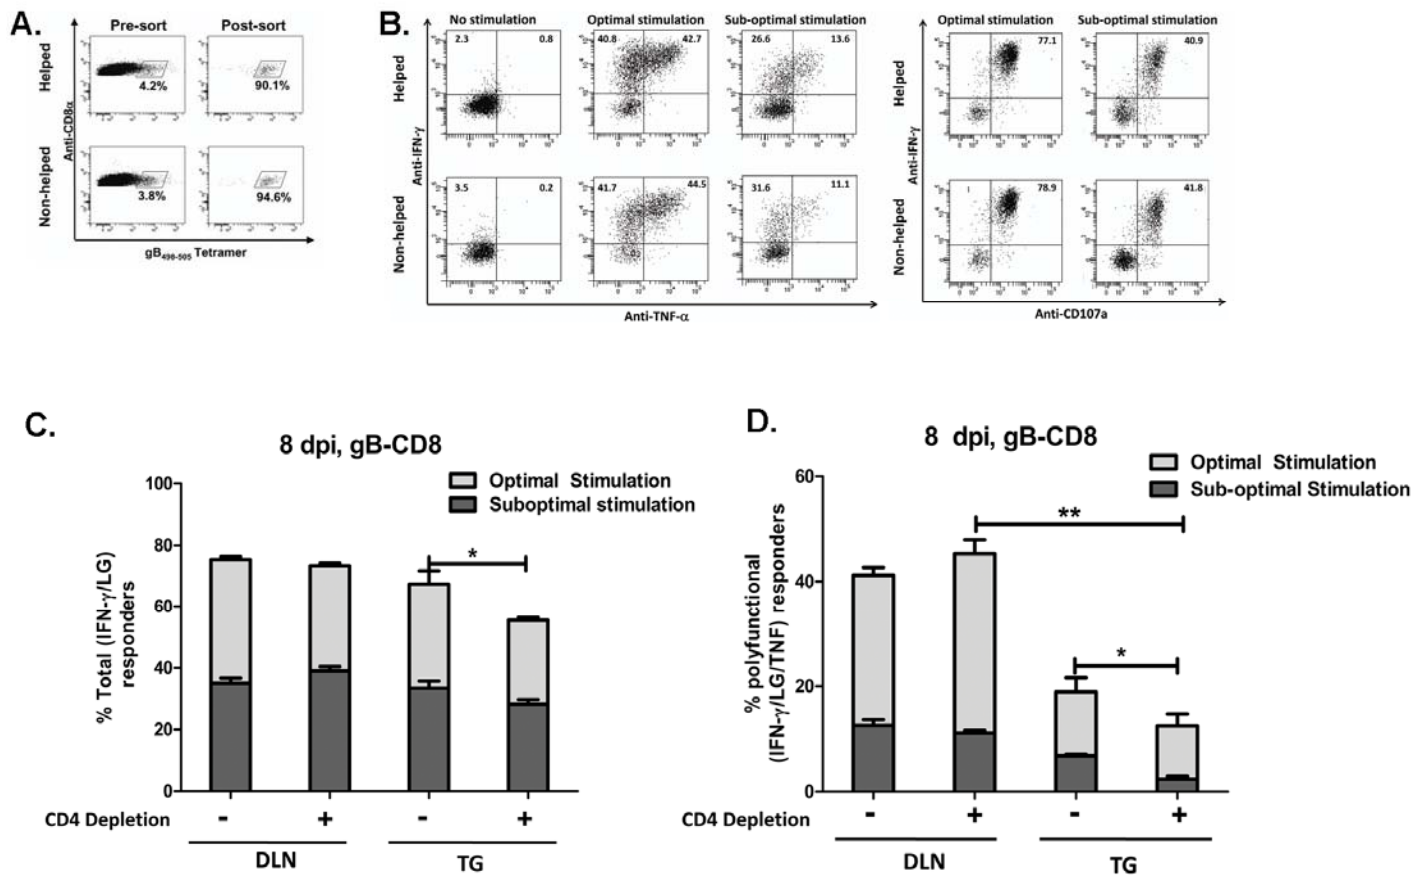 A.
Pre-sort Post-sort
Helped
Non-helped
Anti-CD8α
4.2% 90.1%
3.8% 94.6%
gB498-505 Tetramer
B.
No stimulation Optimal stimulation Sub-optimal stimulation
Helped
Non-helped
Anti-IFN-γ
2.3 0.8 40.8 42.7 26.6 13.6
3.5 0.2 41.7 44.5 31.6 11.1
Anti-TNF-α
Optimal stimulation Sub-optimal stimulation
Helped
Non-helped
Anti-IFN-γ
77.1 40.9
78.9 41.8
Anti-CD107a
C.
8 dpi, gB-CD8
Optimal Stimulation
Suboptimal stimulation
% Total (IFN-γ/LG)
responders
100
80
60
40
20
0
*
CD4 Depletion - + - +
DLN TG
D.
8 dpi, gB-CD8
Optimal Stimulation
Sub-optimal Stimulation
% polyfunctional
(IFN-γ/LG/TNF) responders
60
40
20
0
**
*
CD4 Depletion - + - +
DLN TG